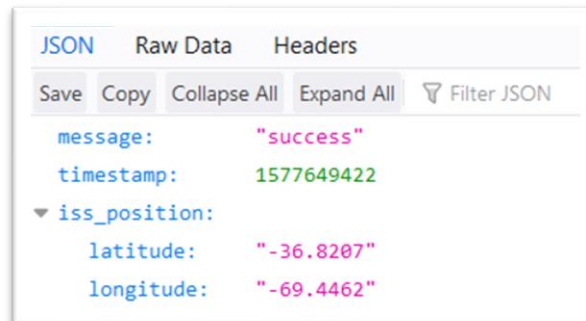 JSON Raw Data Headers
Save Copy Collapse All Expand All Filter JSON
message: "success"
timestamp: 1577649422
iss_position:
latitude: "-36.8207"
longitude: "-69.4462"